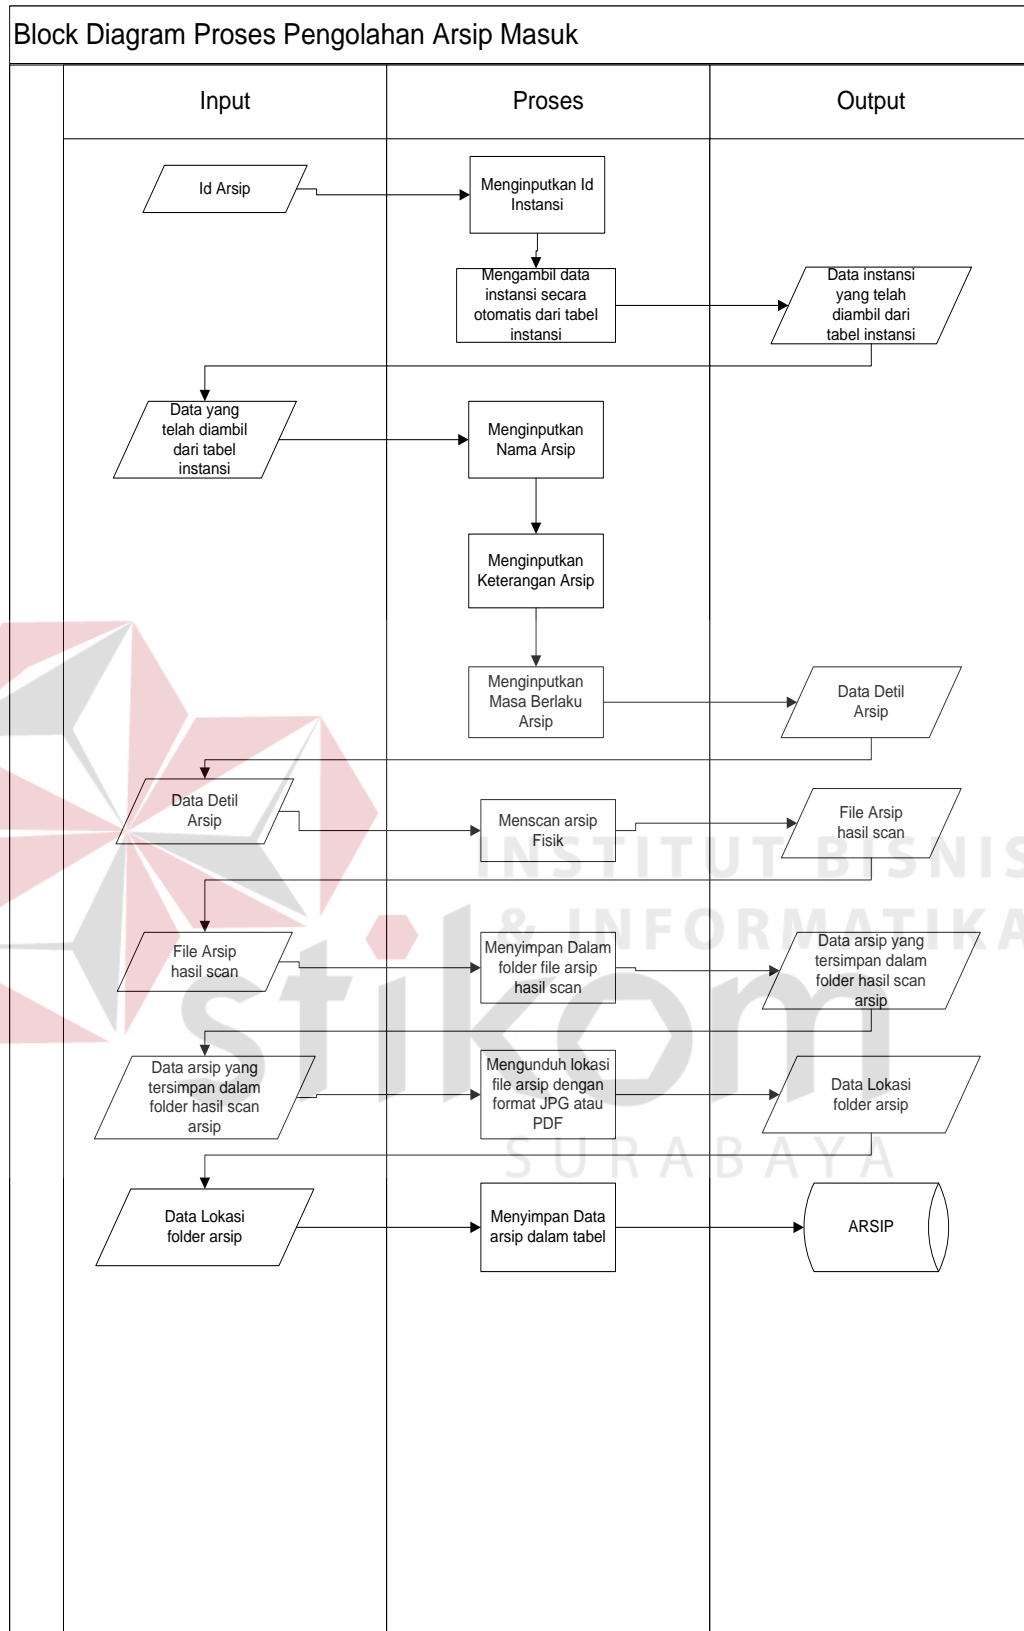 Block Diagram Proses Pengolahan Arsip Masuk
Input
Proses
Output
Id Arsip
Menginputkan Id
Instansi
Mengambil data
instansi secara
otomatis dari tabel
instansi
Data instansi
yang telah
diambil dari
tabel instansi
Data yang
telah diambil
dari tabel
instansi
Menginputkan
Nama Arsip
Menginputkan
Keterangan Arsip
Menginputkan
Masa Berlaku
Arsip
Data Detil
Arsip
Data Detil
Arsip
Menscan arsip
Fisik
File Arsip
hasil scan
INSTITUT BISNIS
& INFORMATIKA
stikom
SURABAYA
File Arsip
hasil scan
Menyimpan Dalam
folder file arsip
hasil scan
Data arsip yang
tersimpan dalam
folder hasil scan
arsip
Data arsip yang
tersimpan dalam
folder hasil scan
arsip
Mengunduh lokasi
file arsip dengan
format JPG atau
PDF
Data Lokasi
folder arsip
Data Lokasi
folder arsip
Menyimpan Data
arsip dalam tabel
ARSIP